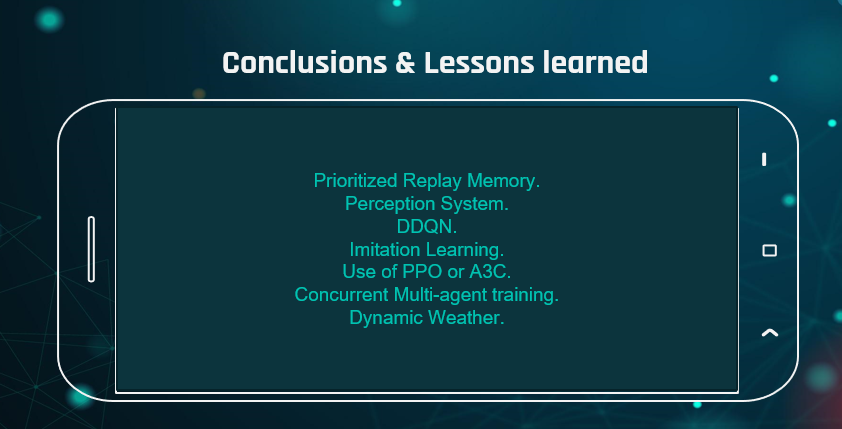 Conclusions & Lessons learned
Prioritized Replay Memory.
Perception System.
DDQN.
Imitation Learning.
Use of PPO or A3C.
Concurrent Multi-agent training.
Dynamic Weather.